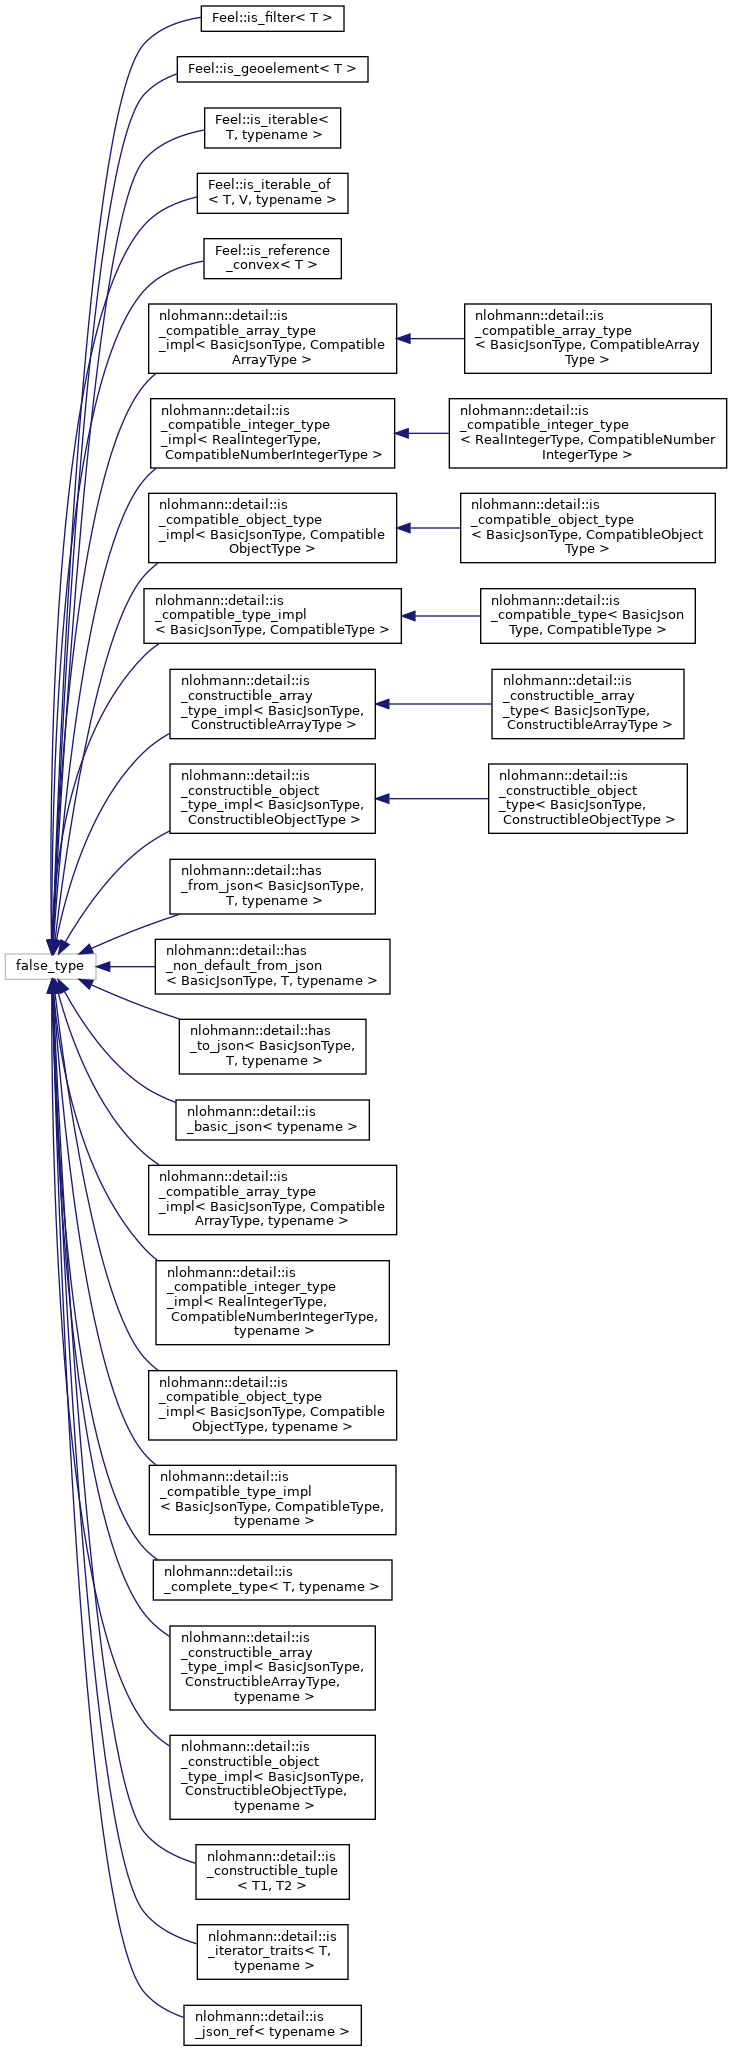 Feel::is_filter< T >
Feel::is_geoelement< T >
Feel::is_iterable<
T, typename >
Feel::is_iterable_of
< T, V, typename >
Feel::is_reference
_convex< T >
nlohmann::detail::is
_compatible_array_type
_impl< BasicJsonType, Compatible
ArrayType >
nlohmann::detail::is
_compatible_array_type
< BasicJsonType, CompatibleArray
Type >
nlohmann::detail::is
_compatible_integer_type
_impl< RealIntegerType,
CompatibleNumberIntegerType >
nlohmann::detail::is
_compatible_integer_type
< RealIntegerType, CompatibleNumber
IntegerType >
nlohmann::detail::is
_compatible_object_type
_impl< BasicJsonType, Compatible
ObjectType >
nlohmann::detail::is
_compatible_object_type
< BasicJsonType, CompatibleObject
Type >
nlohmann::detail::is
_compatible_type_impl
< BasicJsonType, CompatibleType >
nlohmann::detail::is
_compatible_type< BasicJson
Type, CompatibleType >
nlohmann::detail::is
_constructible_array
_type_impl< BasicJsonType,
ConstructibleArrayType >
nlohmann::detail::is
_constructible_array
_type< BasicJsonType,
ConstructibleArrayType >
nlohmann::detail::is
_constructible_object
_type_impl< BasicJsonType,
ConstructibleObjectType >
nlohmann::detail::is
_constructible_object
_type< BasicJsonType,
ConstructibleObjectType >
nlohmann::detail::has
_from_json< BasicJsonType,
T, typename >
false_type
nlohmann::detail::has
_non_default_from_json
< BasicJsonType, T, typename >
nlohmann::detail::has
_to_json< BasicJsonType,
T, typename >
nlohmann::detail::is
_basic_json< typename >
nlohmann::detail::is
_compatible_array_type
_impl< BasicJsonType, Compatible
ArrayType, typename >
nlohmann::detail::is
_compatible_integer_type
_impl< RealIntegerType,
CompatibleNumberIntegerType,
typename >
nlohmann::detail::is
_compatible_object_type
_impl< BasicJsonType, Compatible
ObjectType, typename >
nlohmann::detail::is
_compatible_type_impl
< BasicJsonType, CompatibleType,
typename >
nlohmann::detail::is
_complete_type< T, typename >
nlohmann::detail::is
_constructible_array
_type_impl< BasicJsonType,
ConstructibleArrayType,
typename >
nlohmann::detail::is
_constructible_object
_type_impl< BasicJsonType,
ConstructibleObjectType,
typename >
nlohmann::detail::is
_constructible_tuple
< T1, T2 >
nlohmann::detail::is
_iterator_traits< T,
typename >
nlohmann::detail::is
_json_ref< typename >